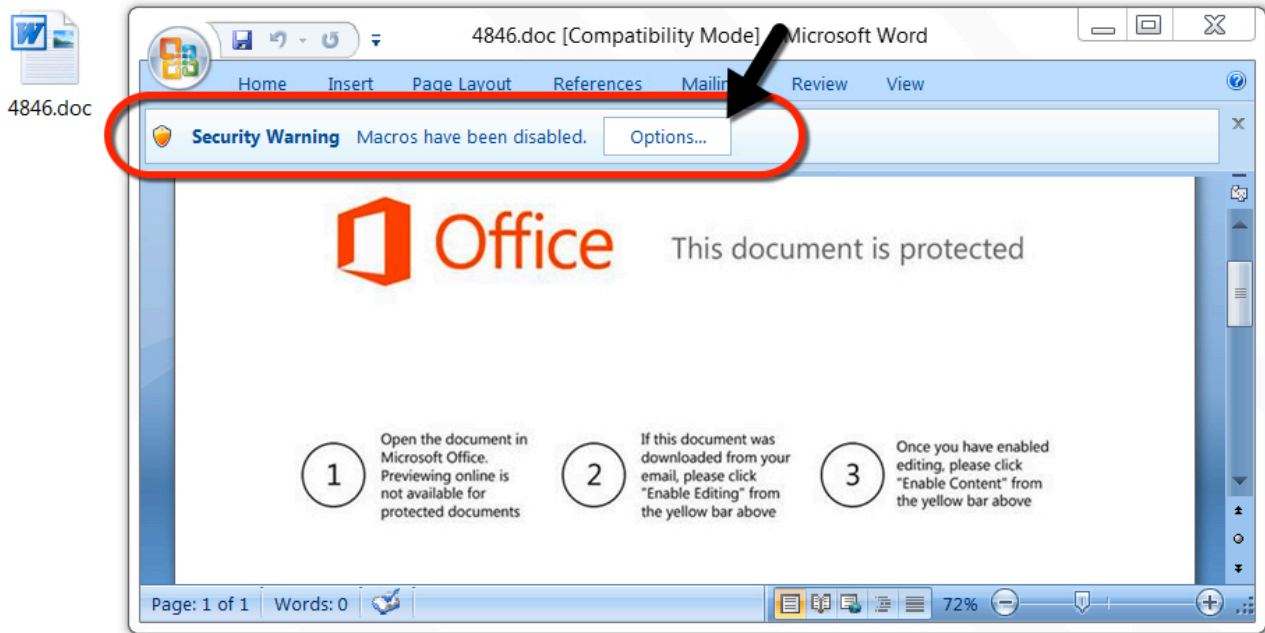 4846.doc
4846.doc [Compatibility Mode] Microsoft Word
Home Insert Page Layout References Mailin Review View
Security Warning Macros have been disabled. Options...
Office This document is protected
1
Open the document in
Microsoft Office.
Previewing online is
not available for
protected documents
2
If this document was
downloaded from your
email, please click
"Enable Editing" from
the yellow bar above
3
Once you have enabled
editing, please click
"Enable Content" from
the yellow bar above
Page: 1 of 1 Words: 0 72%